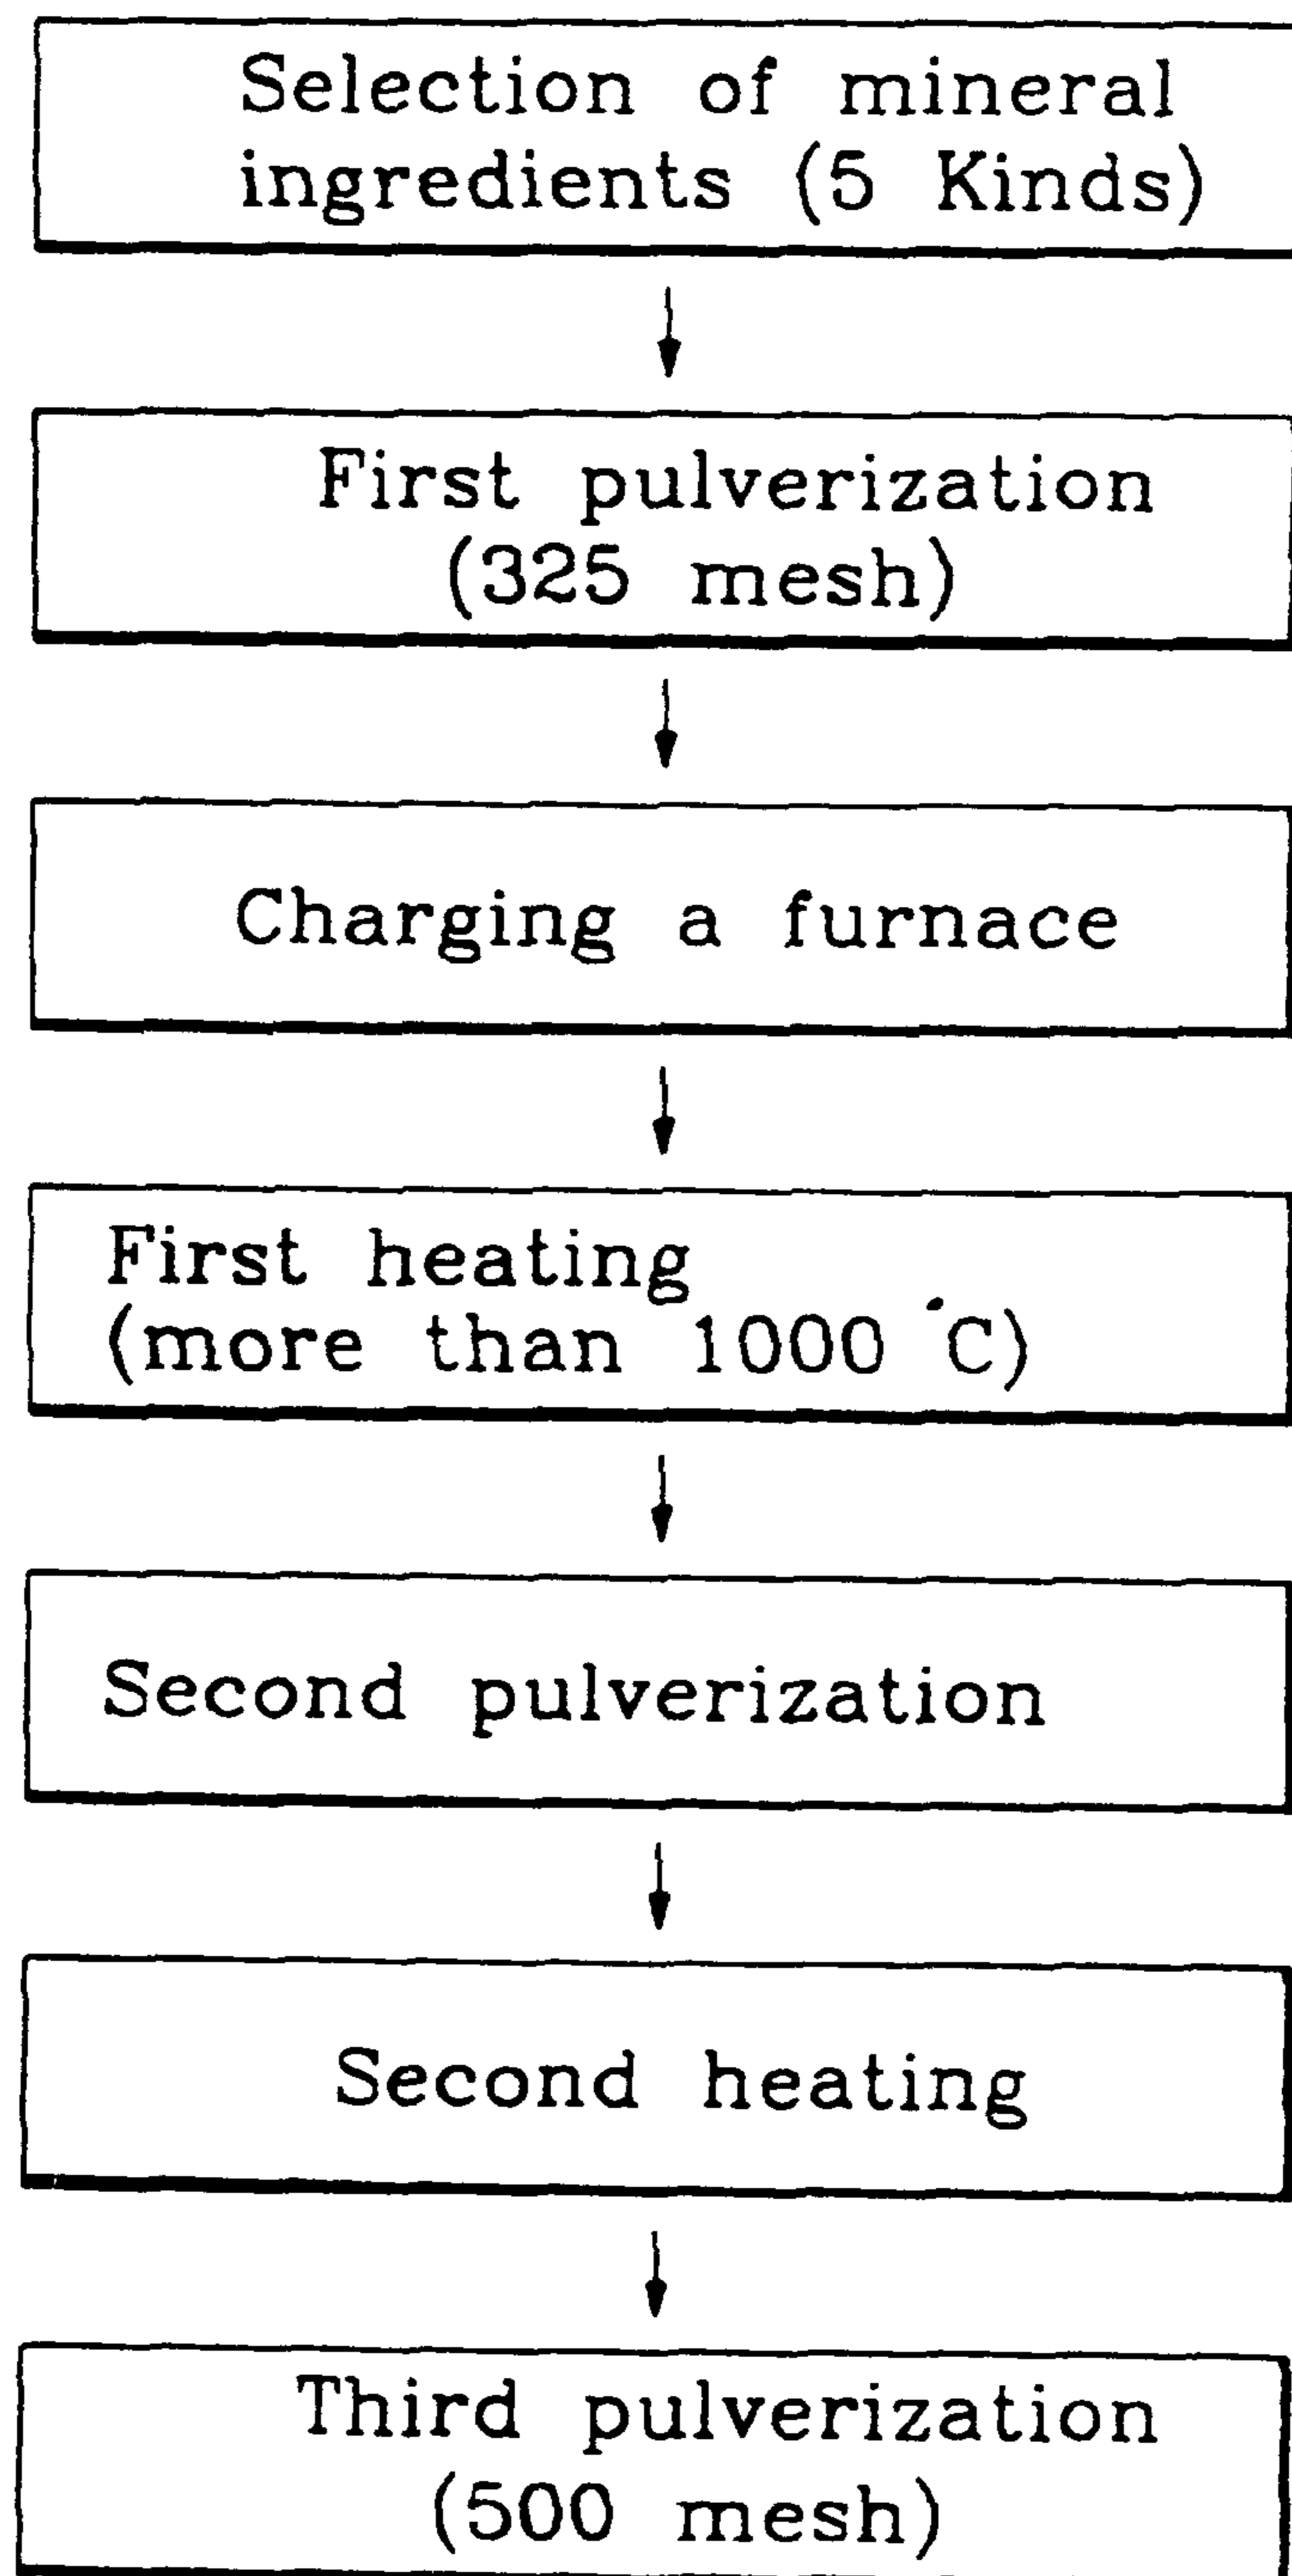 Selection of mineral
ingredients (5 Kinds)
First pulverization
(325 mesh)
Charging a furnace
First heating
(more than 1000 °C)
Second pulverization
Second heating
Third pulverization
(500 mesh)